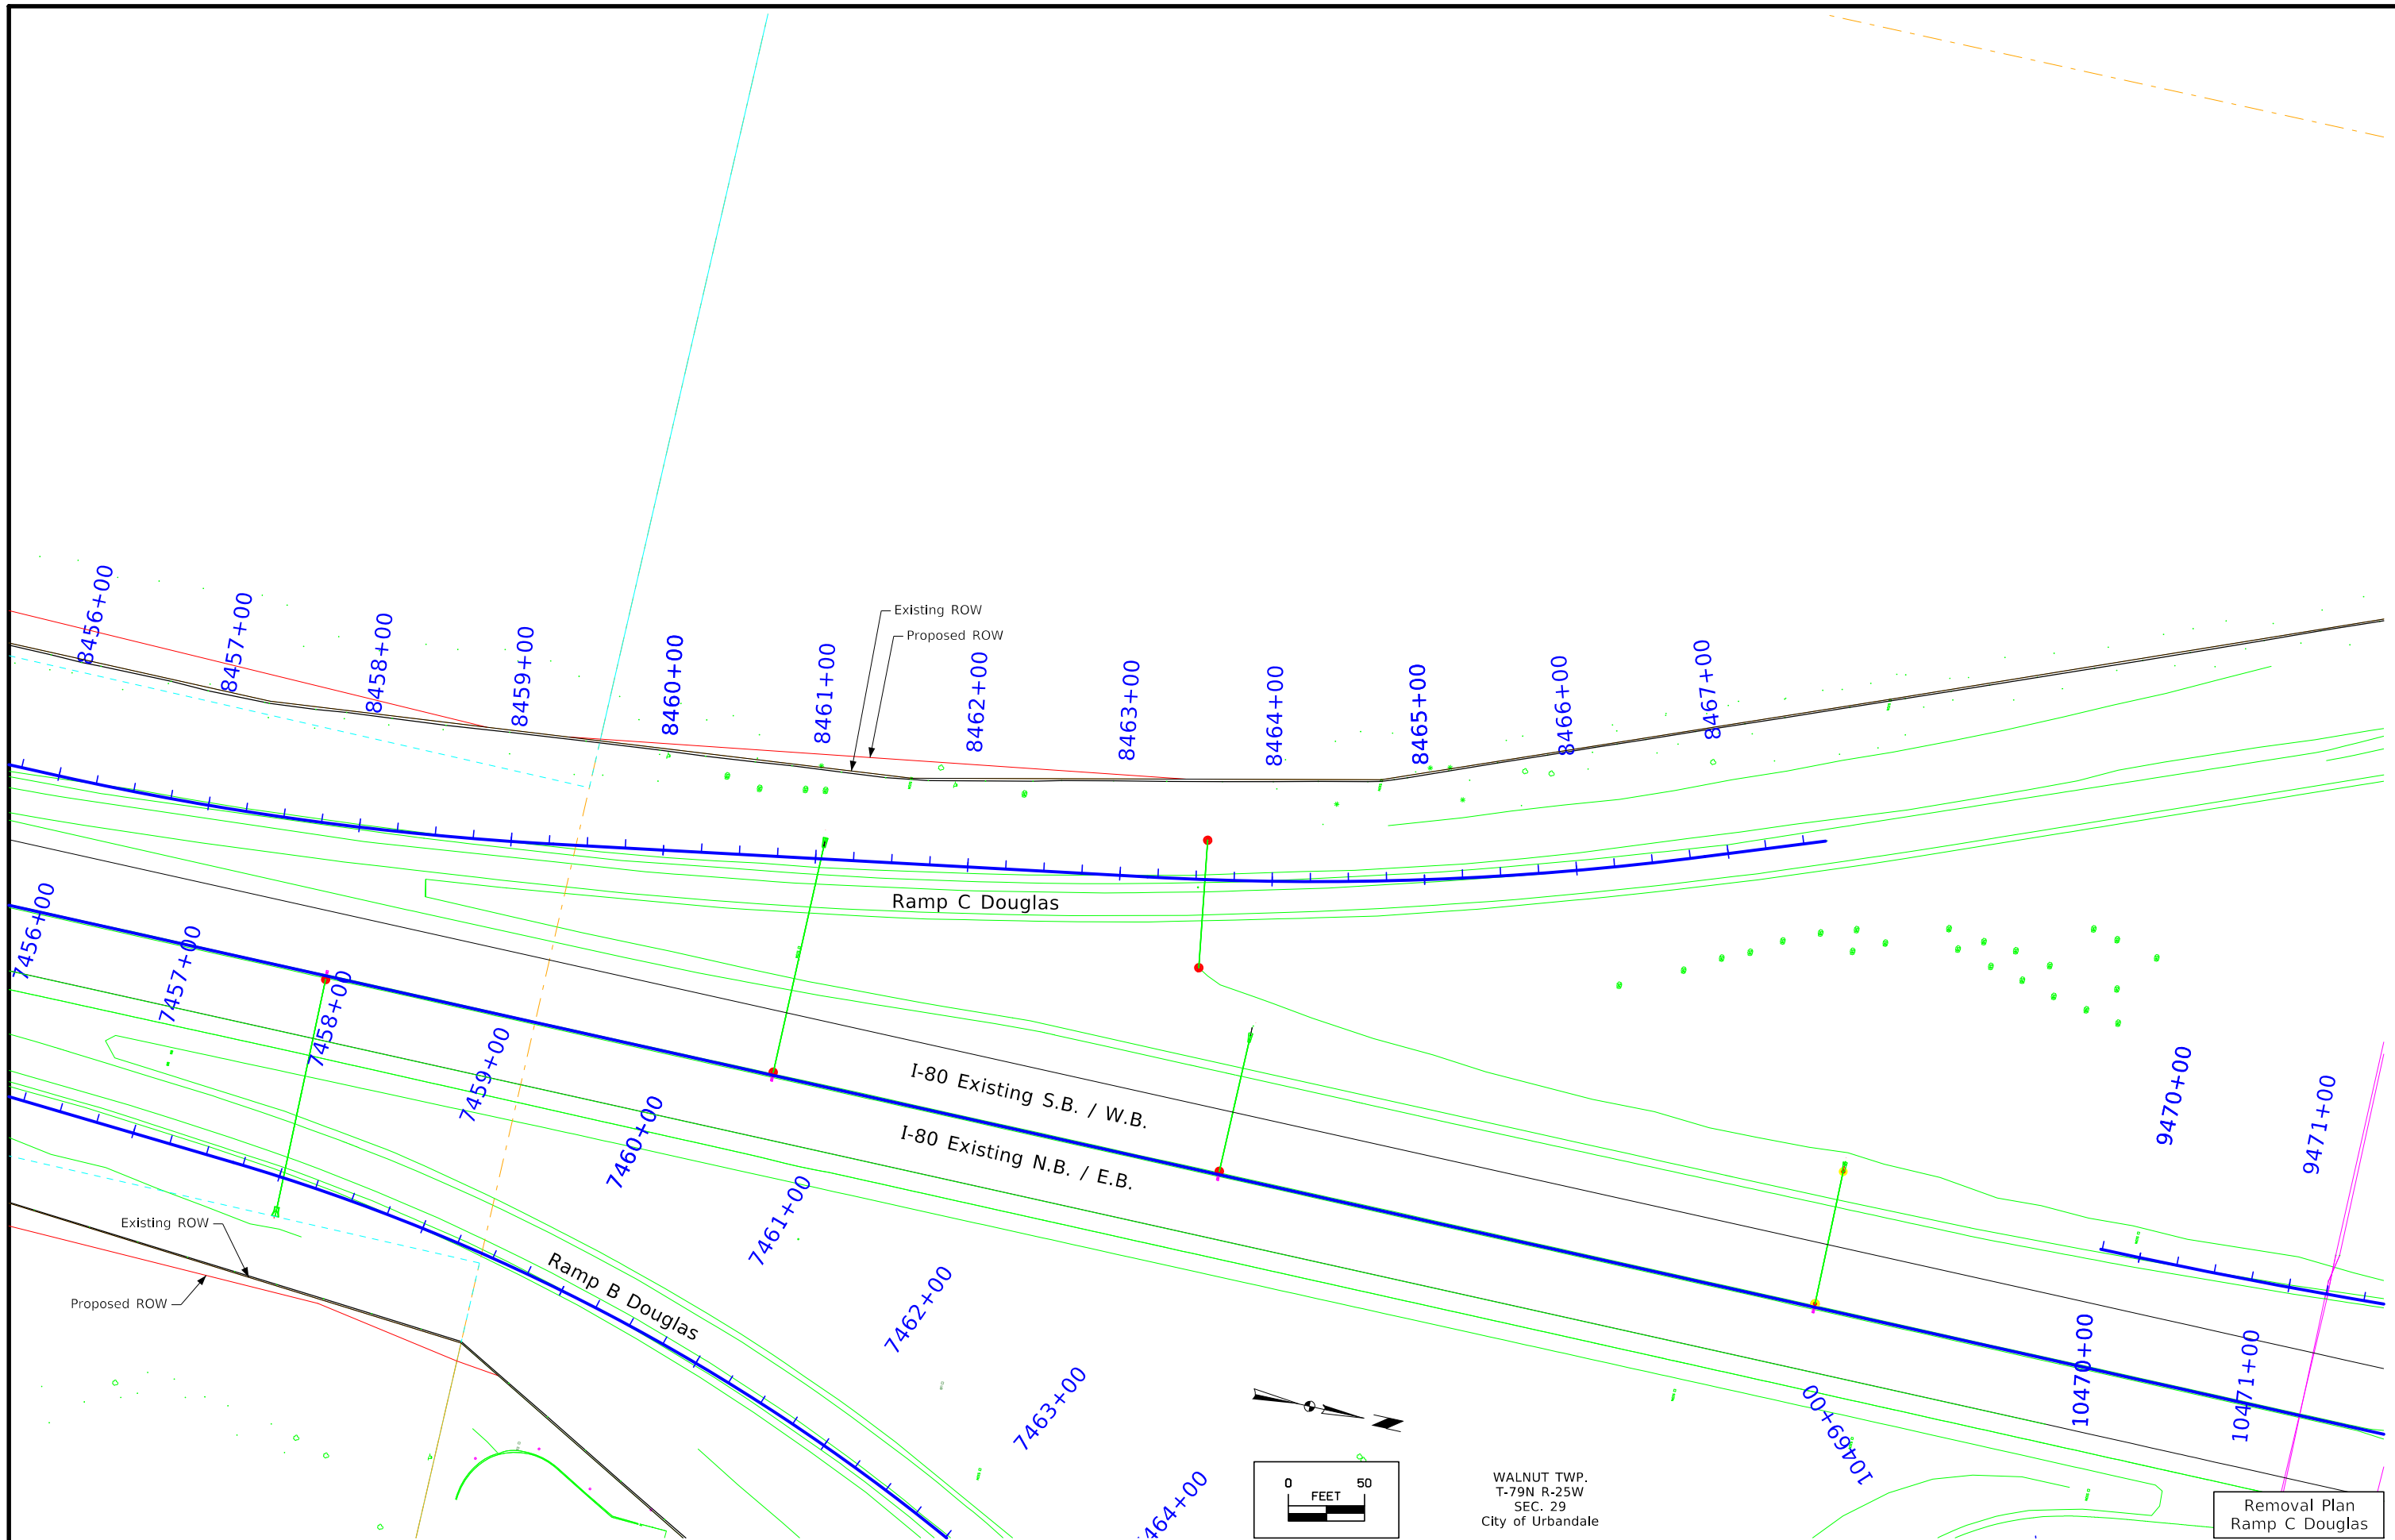 8456+00
8457+00
8458+00
8459+00
8460+00
8461+00
8462+00
8463+00
8464+00
8465+00
8466+00
8467+00
Existing ROW
Proposed ROW
Ramp C Douglas
7456+00
7457+00
7458+00
7459+00
7460+00
7461+00
7462+00
7463+00
464+00
I-80 Existing S.B. / W.B.
I-80 Existing N.B. / E.B.
9470+00
9471+00
Existing ROW
Proposed ROW
Ramp B Douglas
10469+00
10470+00
10471+00
0 50
FEET
WALNUT TWP.
T-79N R-25W
SEC. 29
City of Urbandale
Removal Plan
Ramp C Douglas